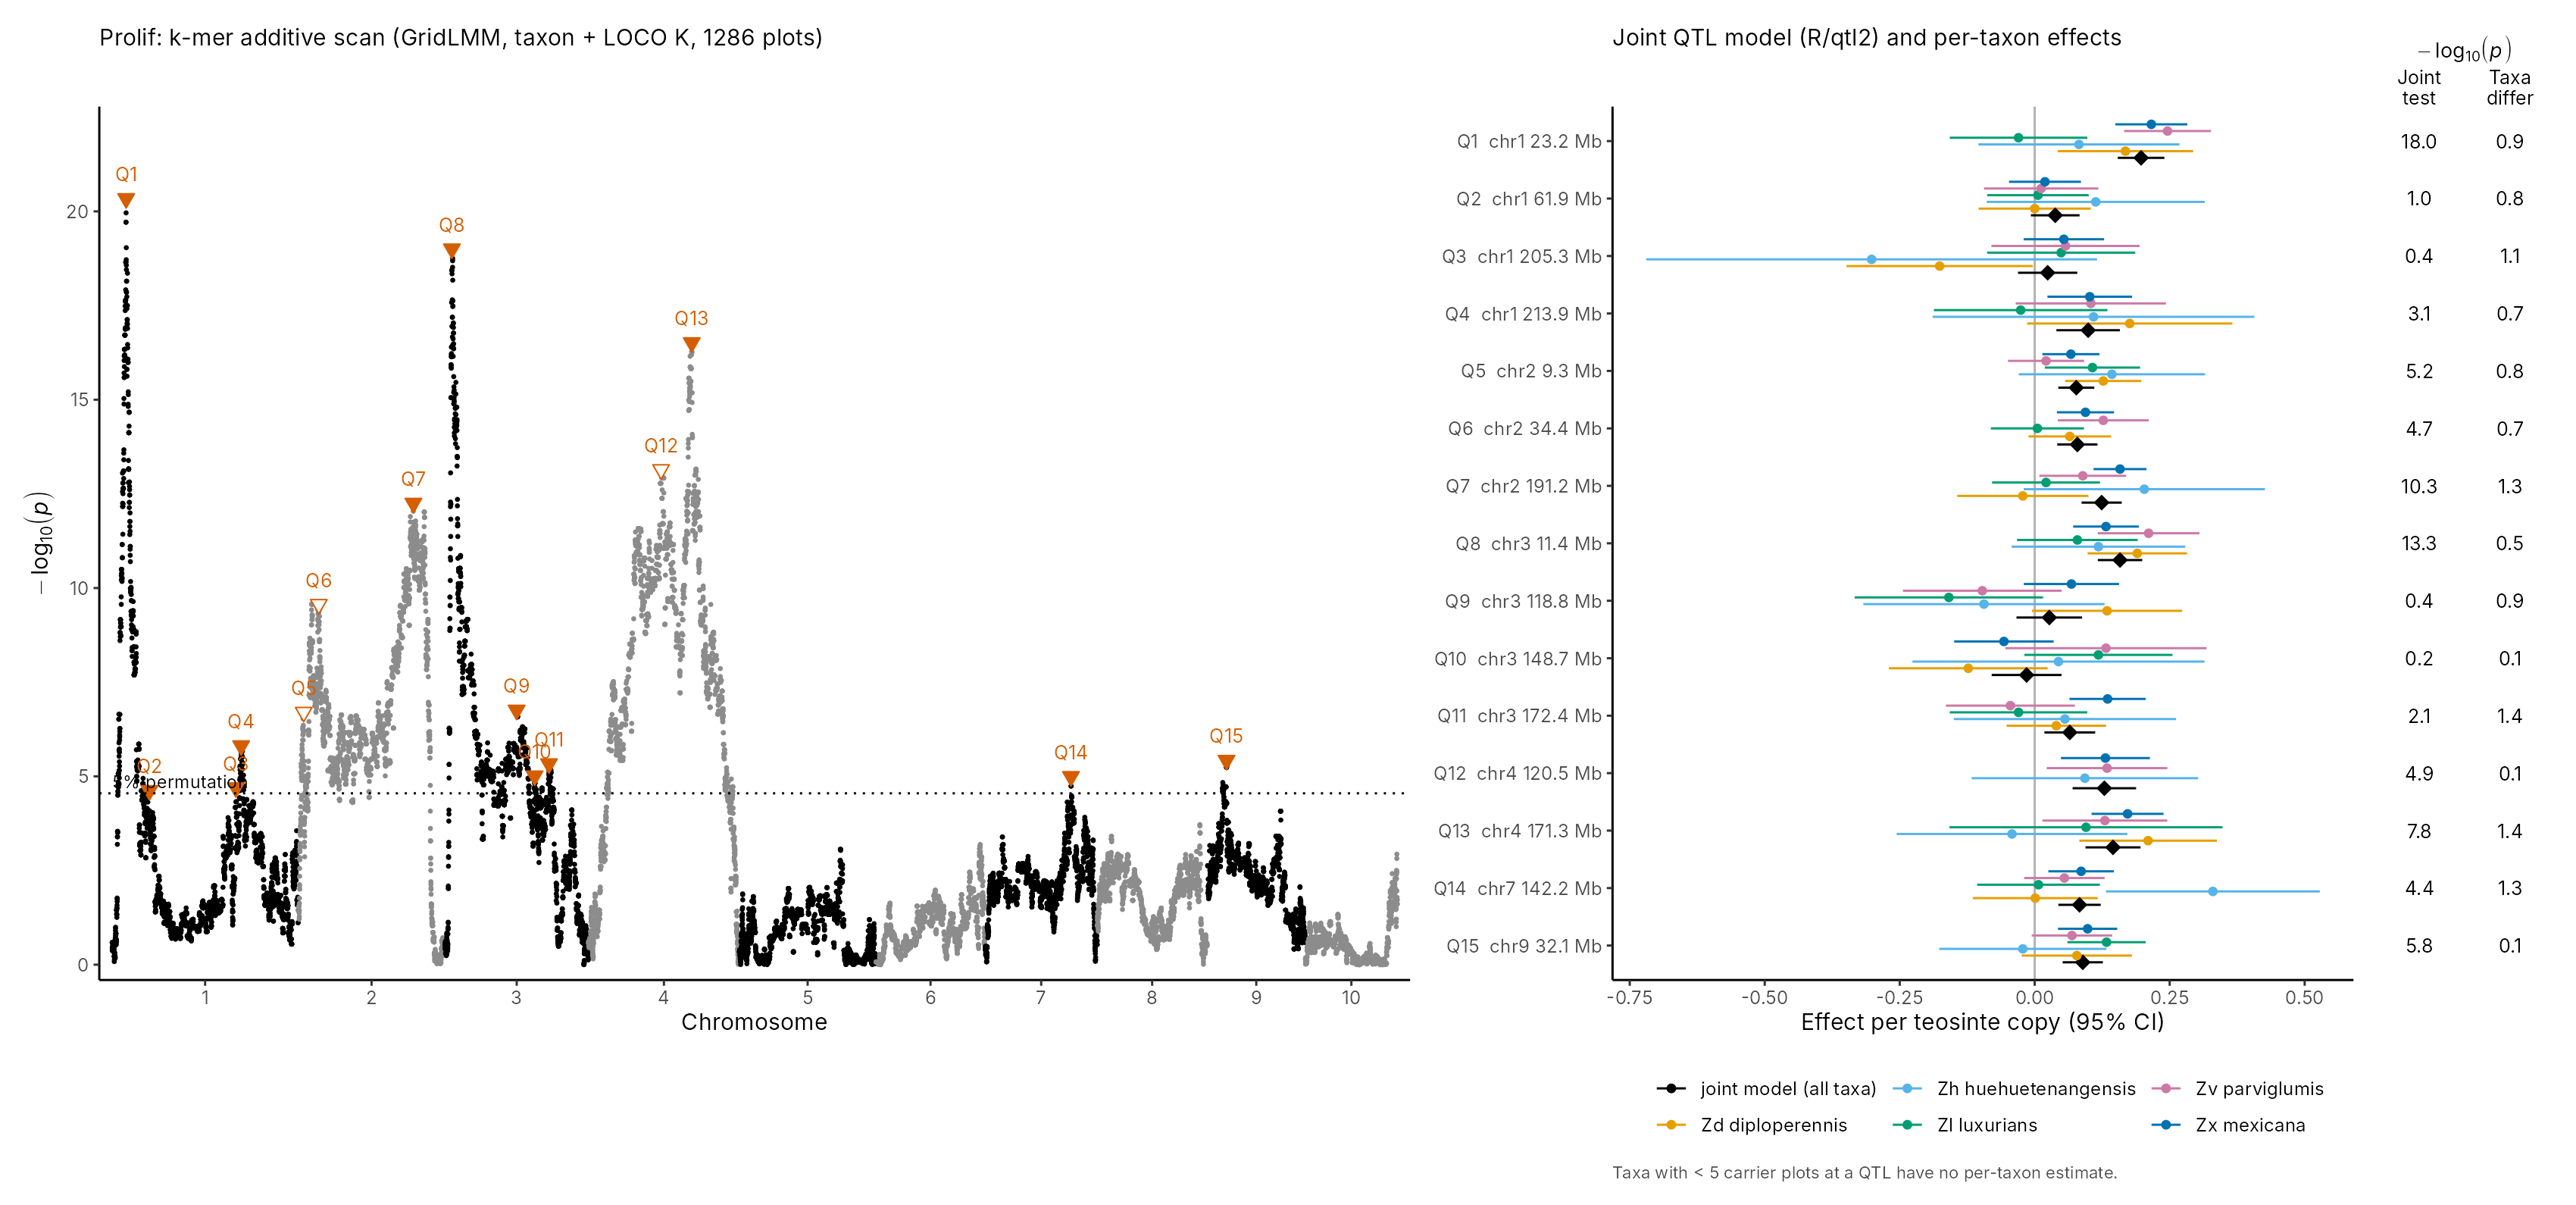 Prolif: k-mer additive scan (GridLMM, taxon + LOCO K, 1286 plots)
− log10(p)
20
15
10
5
0
Q1
Q2
Q3
Q4
Q5
Q6
Q7
Q8
Q9
Q10
Q11
Q12
Q13
Q14
Q15
5% permutation
1 2 3 4 5 6 7 8 9 10
Chromosome
Joint QTL model (R/qtl2) and per-taxon effects
− log10(p)
Joint test Taxa differ
Q1 chr1 23.2 Mb 18.0 0.9
Q2 chr1 61.9 Mb 1.0 0.8
Q3 chr1 205.3 Mb 0.4 1.1
Q4 chr1 213.9 Mb 3.1 0.7
Q5 chr2 9.3 Mb 5.2 0.8
Q6 chr2 34.4 Mb 4.7 0.7
Q7 chr2 191.2 Mb 10.3 1.3
Q8 chr3 11.4 Mb 13.3 0.5
Q9 chr3 118.8 Mb 0.4 0.9
Q10 chr3 148.7 Mb 0.2 0.1
Q11 chr3 172.4 Mb 2.1 1.4
Q12 chr4 120.5 Mb 4.9 0.1
Q13 chr4 171.3 Mb 7.8 1.4
Q14 chr7 142.2 Mb 4.4 1.3
Q15 chr9 32.1 Mb 5.8 0.1
-0.75 -0.50 -0.25 0.00 0.25 0.50
Effect per teosinte copy (95% CI)
joint model (all taxa) Zh huehuetenangensis Zv parviglumis
Zd diploperennis Zl luxurians Zx mexicana
Taxa with < 5 carrier plots at a QTL have no per-taxon estimate.